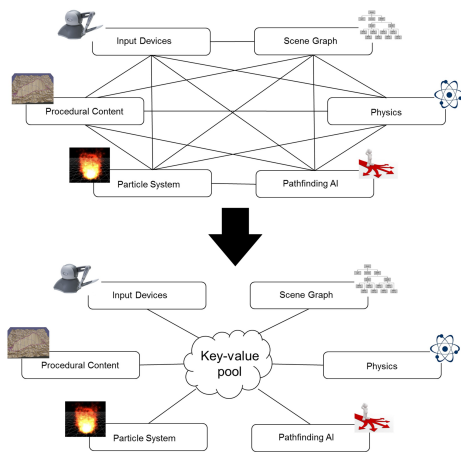 Input Devices
Scene Graph
Procedural Content
Physics
Particle System
Pathfinding AI
Input Devices
Scene Graph
Key-value
pool
Procedural Content
Physics
Particle System
Pathfinding AI